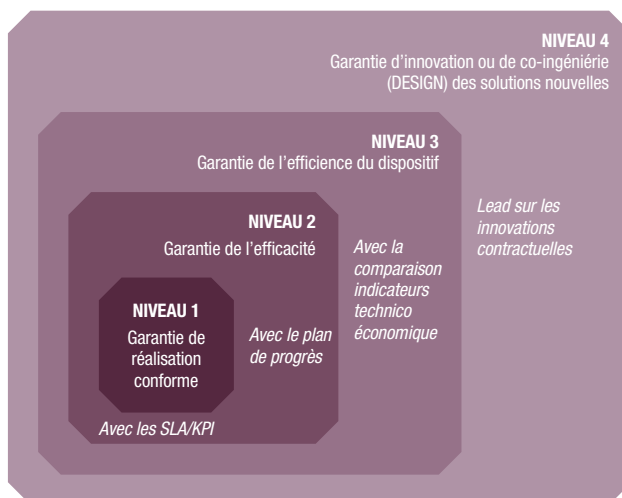 NIVEAU 4
Garantie d'innovation ou de co-ingéniérie
(DESIGN) des solutions nouvelles
NIVEAU 3
Garantie de l'efficience du dispositif
Lead sur les
innovations
contractuelles
NIVEAU 2
Garantie de l'efficacité
Avec la
comparaison
indicateurs
technico
économique
NIVEAU 1
Garantie de
réalisation
conforme
Avec le plan
de progrès
Avec les SLA/KPI